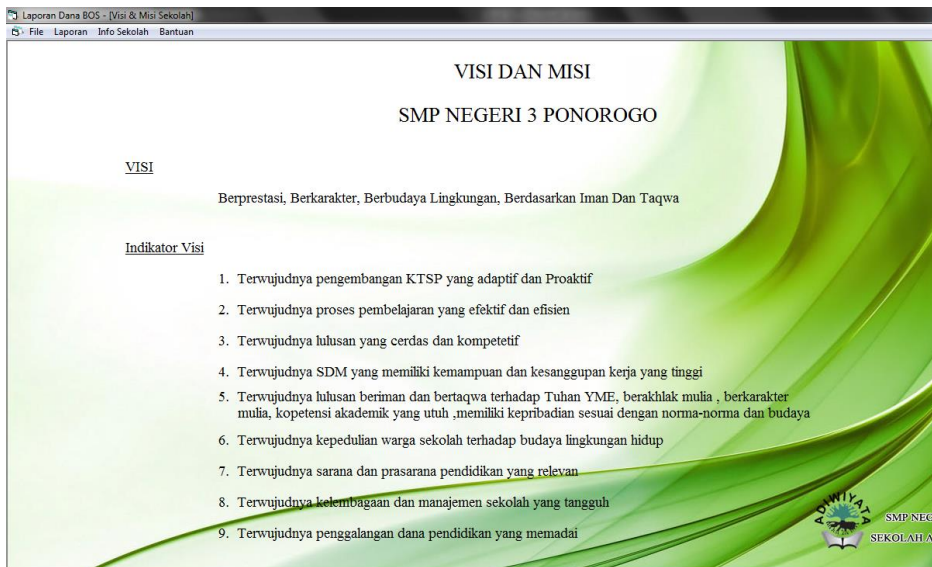 Laporan Dana BOS - [Visi & Misi Sekolah]
File Laporan Info Sekolah Bantuan
VISI DAN MISI
SMP NEGERI 3 PONOROGO
VISI
Berprestasi, Berkarakter, Berbudaya Lingkungan, Berdasarkan Iman Dan Taqwa
Indikator Visi
1. Terwujudnya pengembangan KTSP yang adaptif dan Proaktif
2. Terwujudnya proses pembelajaran yang efektif dan efisien
3. Terwujudnya lulusan yang cerdas dan kompetetif
4. Terwujudnya SDM yang memiliki kemampuan dan kesanggupan kerja yang tinggi
5. Terwujudnya lulusan beriman dan bertaqwa terhadap Tuhan YME, berakhlak mulia , berkarakter
mulia, kopetensi akademik yang utuh ,memiliki kepribadian sesuai dengan norma-norma dan budaya
6. Terwujudnya kepedulian warga sekolah terhadap budaya lingkungan hidup
7. Terwujudnya sarana dan prasarana pendidikan yang relevan
8. Terwujudnya kelembagaan dan manajemen sekolah yang tangguh
9. Terwujudnya penggalangan dana pendidikan yang memadai
ADIWIYATA
SMP NEG
SEKOLAH A